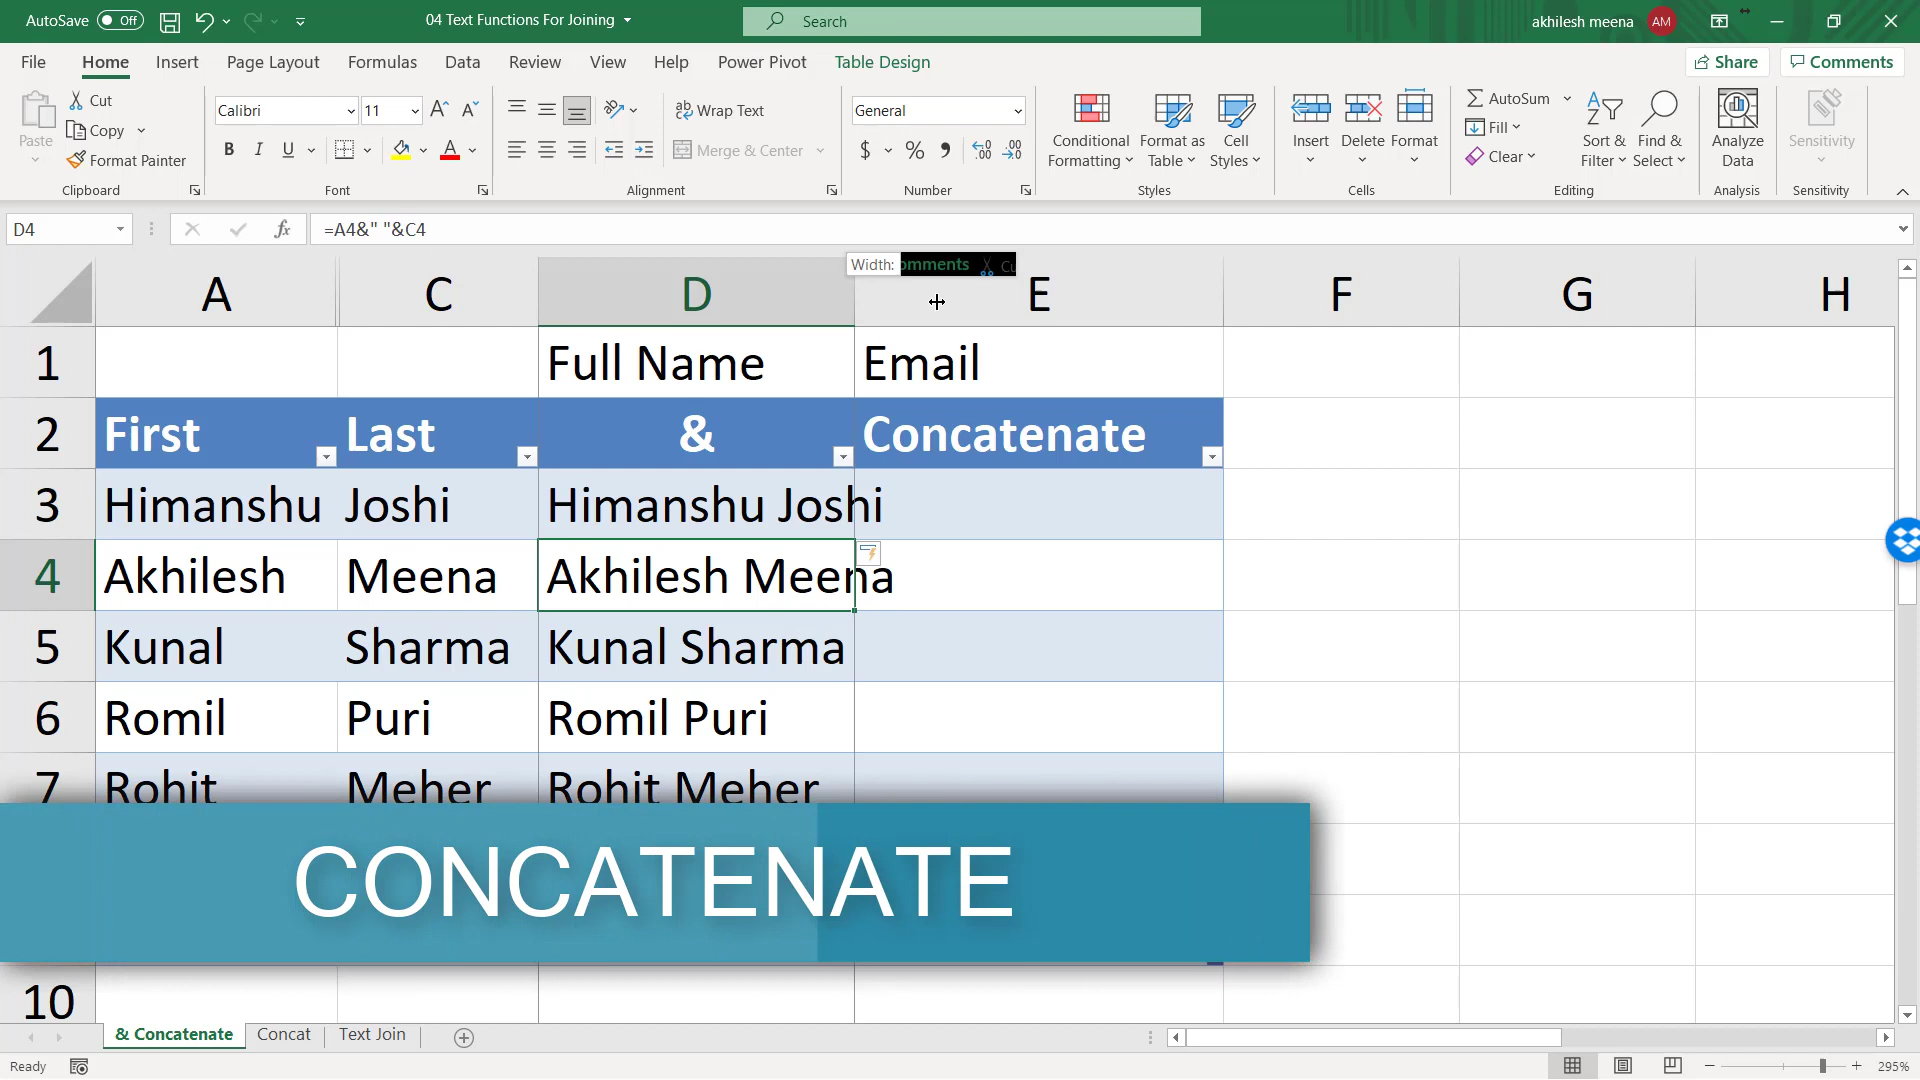 AutoSave Off 04 Text Functions For Joining Search akhilesh meena AM
File Home Insert Page Layout Formulas Data Review View Help Power Pivot Table Design Share Comments
Paste Cut Copy Format Painter
Calibri 11 B I U A
Wrap Text Merge & Center
General $ % ,
Conditional Formatting Format as Table Cell Styles
Insert Delete Format
AutoSum Fill Clear Sort & Filter Find & Select
Analyze Data Sensitivity
Clipboard Font Alignment Number Styles Cells Editing Analysis Sensitivity
D4 fx =A4&" "&C4
Width: omments Cu
A C D E F G H
1 Full Name Email
2 First Last & Concatenate
3 Himanshu Joshi Himanshu Joshi
4 Akhilesh Meena Akhilesh Meena
5 Kunal Sharma Kunal Sharma
6 Romil Puri Romil Puri
7 Rohit Meher Rohit Meher
CONCATENATE
10
& Concatenate Concat Text Join
Ready 295%